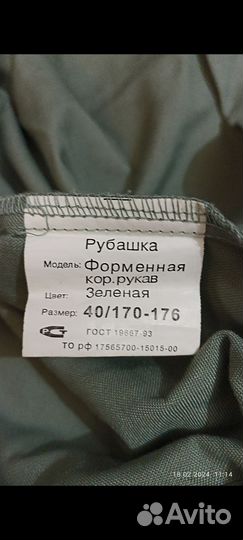 Рубашка
Модель: Форменная
кор.рукав
Цвет: Зеленая
Размер: 40/170-176
РСТ ГОСТ 19867-93
ТО рф 17565700-15015-00
18.02.2024 11:14
Avito